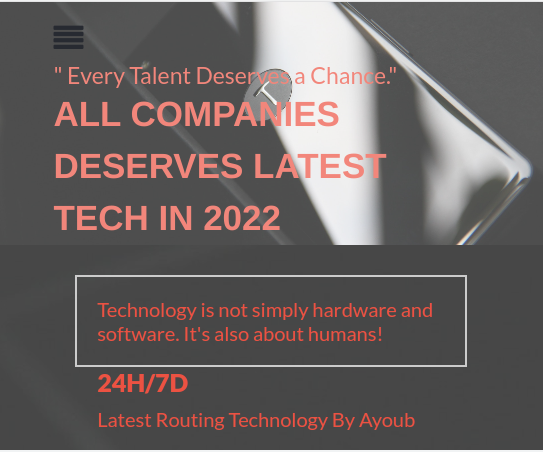 " Every Talent Deserves a Chance."
ALL COMPANIES
DESERVES LATEST
TECH IN 2022
Technology is not simply hardware and
software. It's also about humans!
24H/7D
Latest Routing Technology By Ayoub